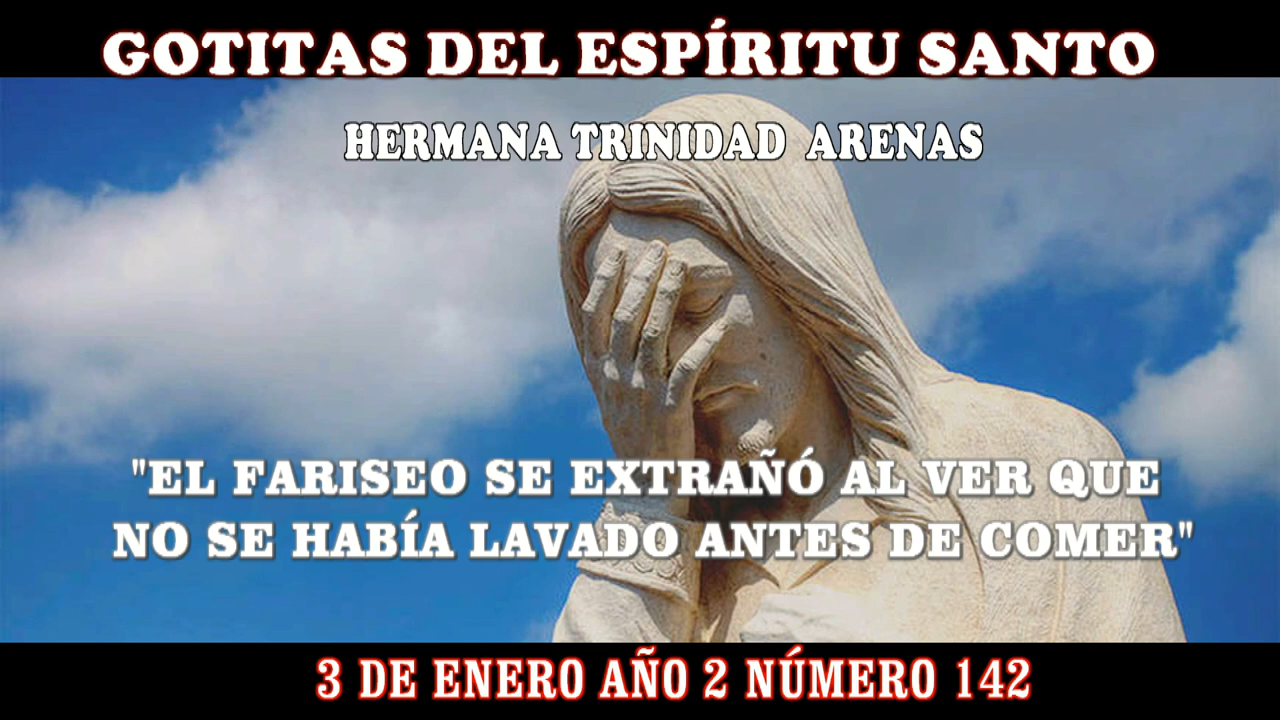 GOTITAS DEL ESPÍRITU SANTO
HERMANA TRINIDAD ARENAS
"EL FARISEO SE EXTRAÑÓ AL VER QUE
NO SE HABÍA LAVADO ANTES DE COMER"
3 DE ENERO AÑO 2 NÚMERO 142